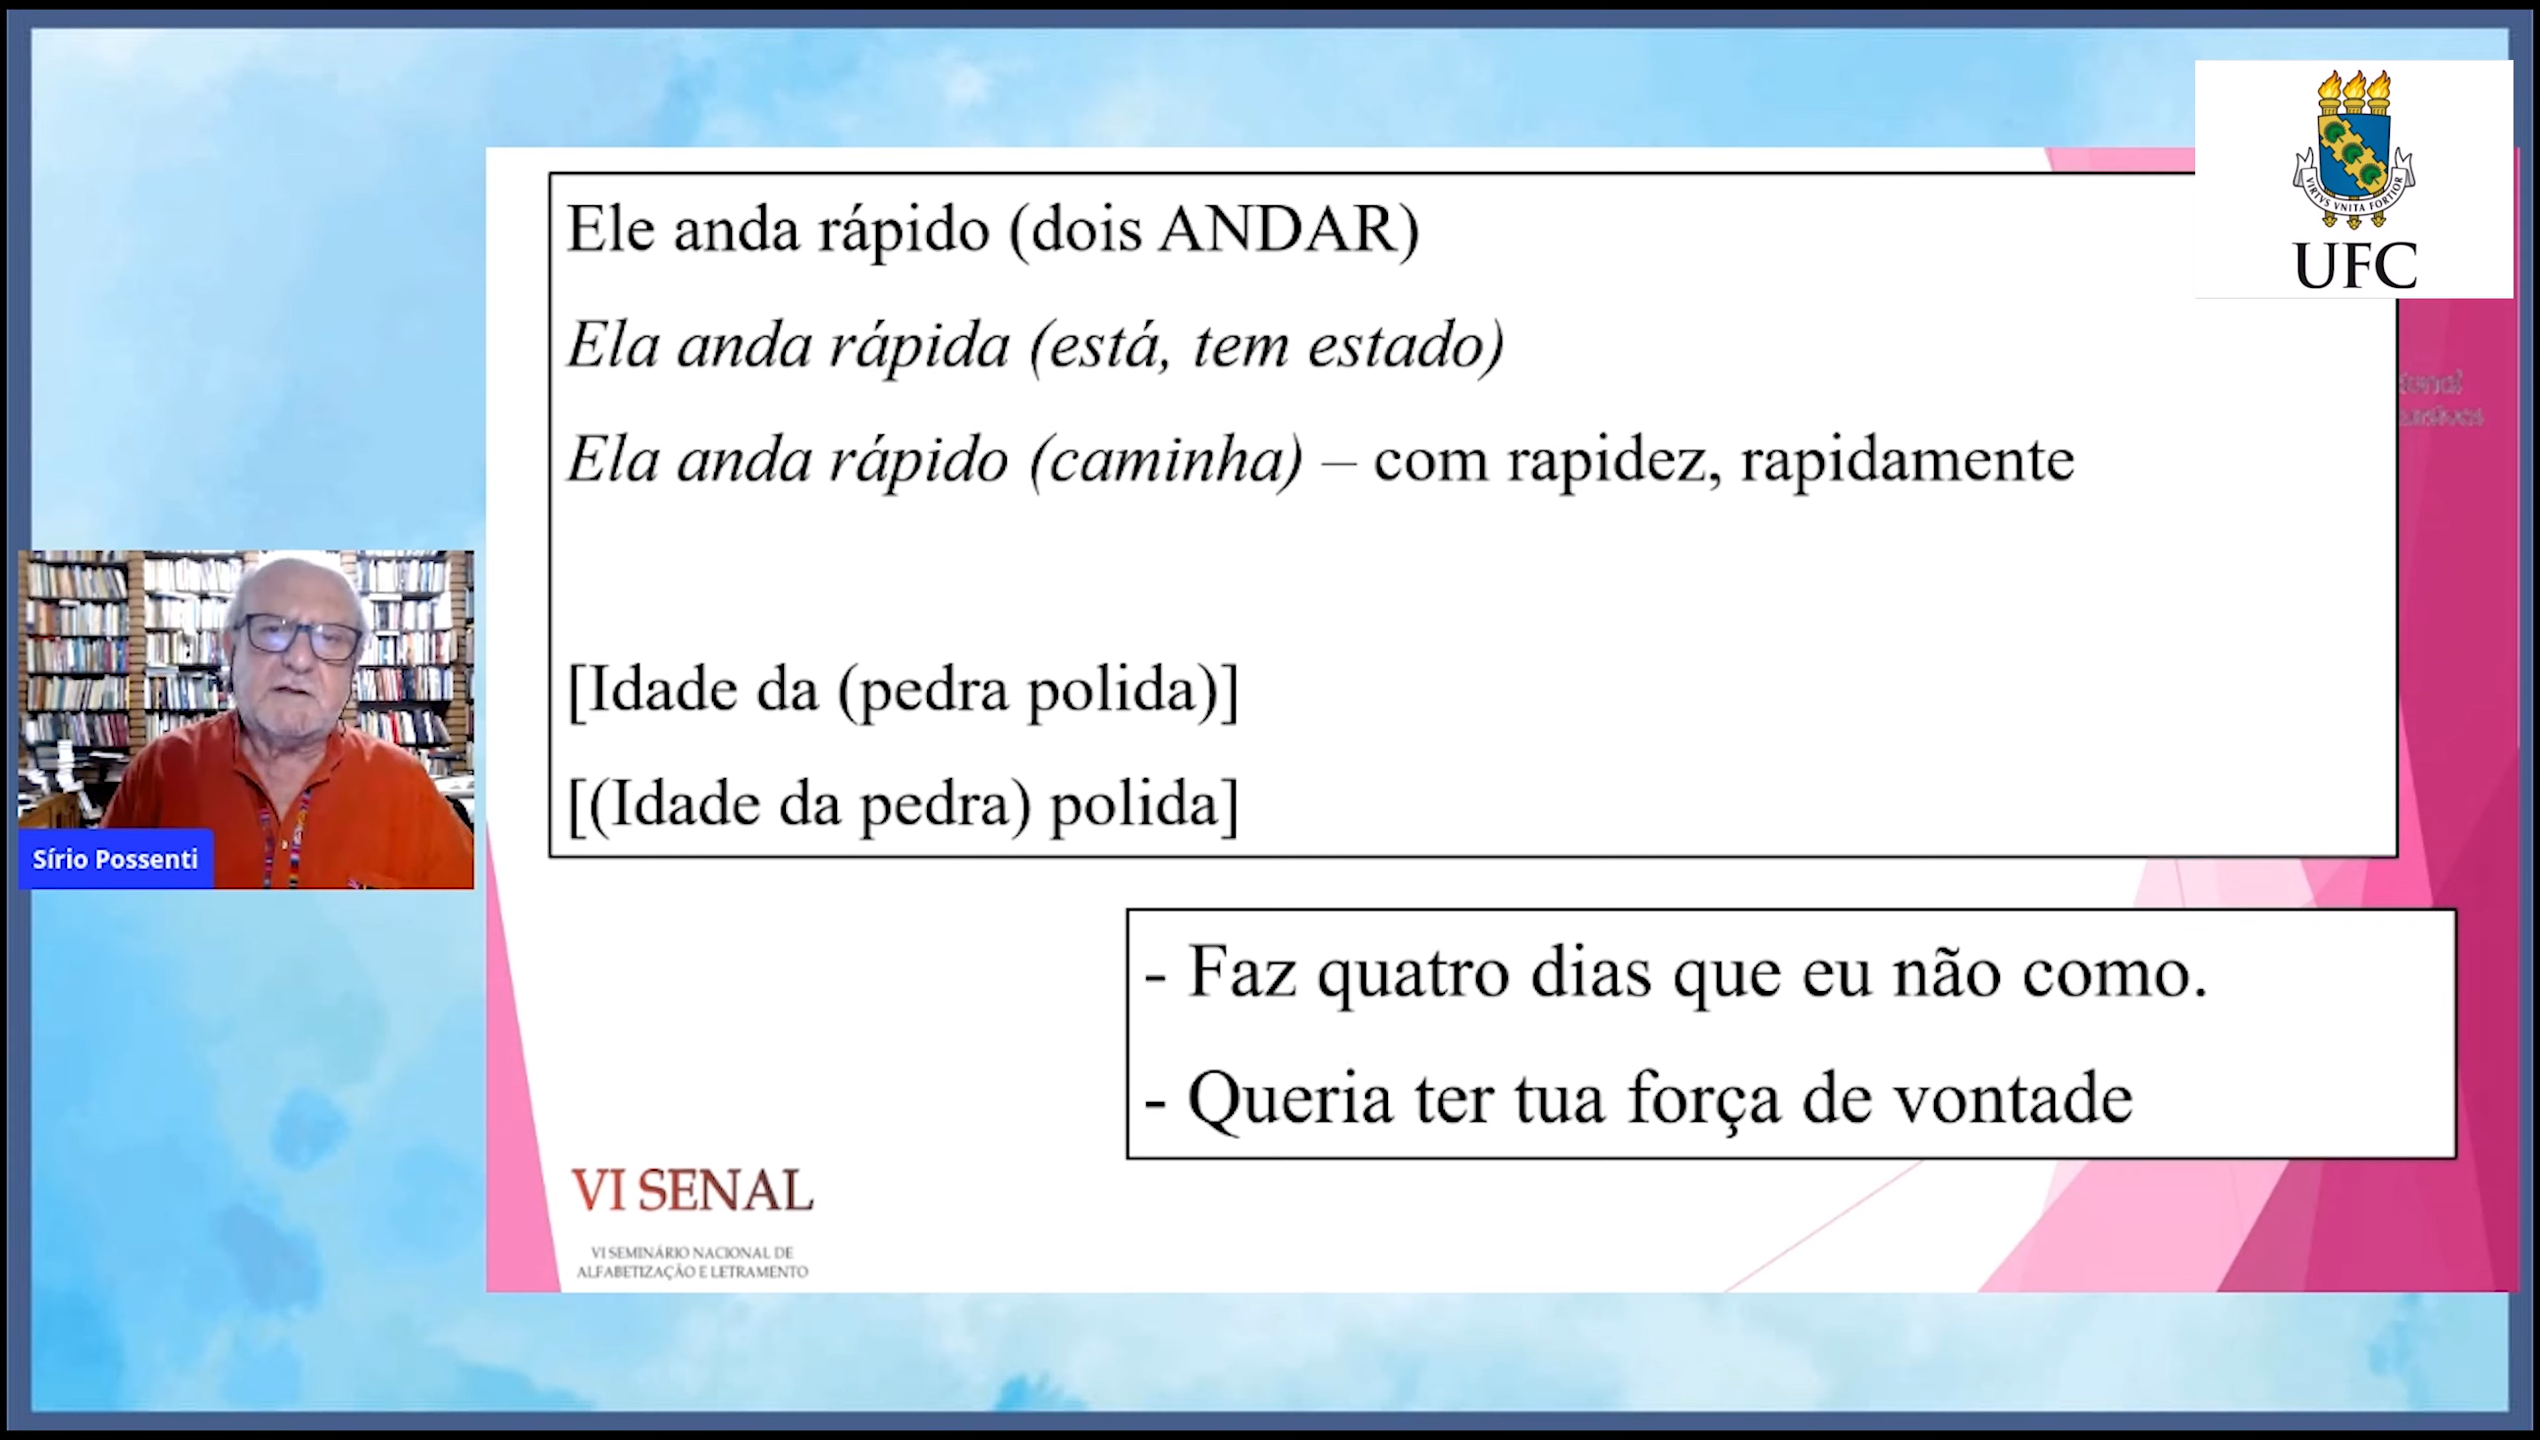 VIRTVS VNITA FORTIOR
UFC
Ele anda rápido (dois ANDAR)
Ela anda rápida (está, tem estado)
Ela anda rápido (caminha) – com rapidez, rapidamente
[Idade da (pedra polida)]
[(Idade da pedra) polida]
Sírio Possenti
- Faz quatro dias que eu não como.
- Queria ter tua força de vontade
VI SENAL
VI SEMINÁRIO NACIONAL DE
ALFABETIZAÇÃO E LETRAMENTO